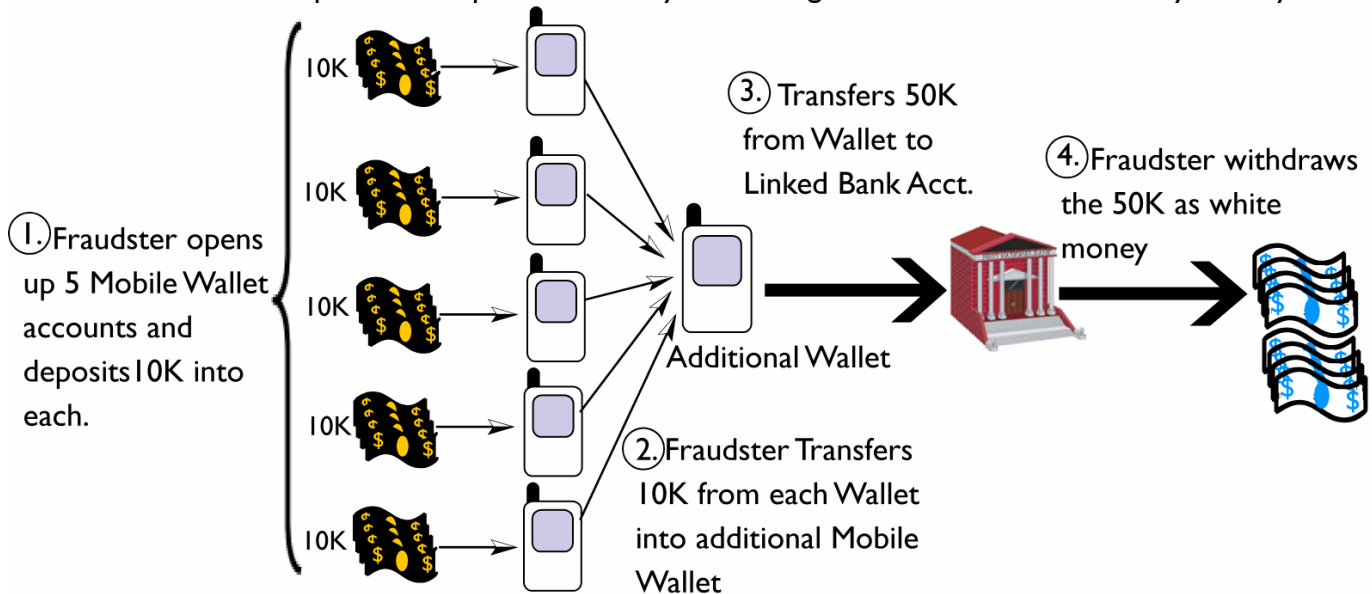 1. Fraudster opens
up 5 Mobile Wallet
accounts and
deposits10K into
each.
10K
10K
10K
10K
10K
2. Fraudster Transfers
10K from each Wallet
into additional Mobile
Wallet
Additional Wallet
3. Transfers 50K
from Wallet to
Linked Bank Acct.
4. Fraudster withdraws
the 50K as white
money